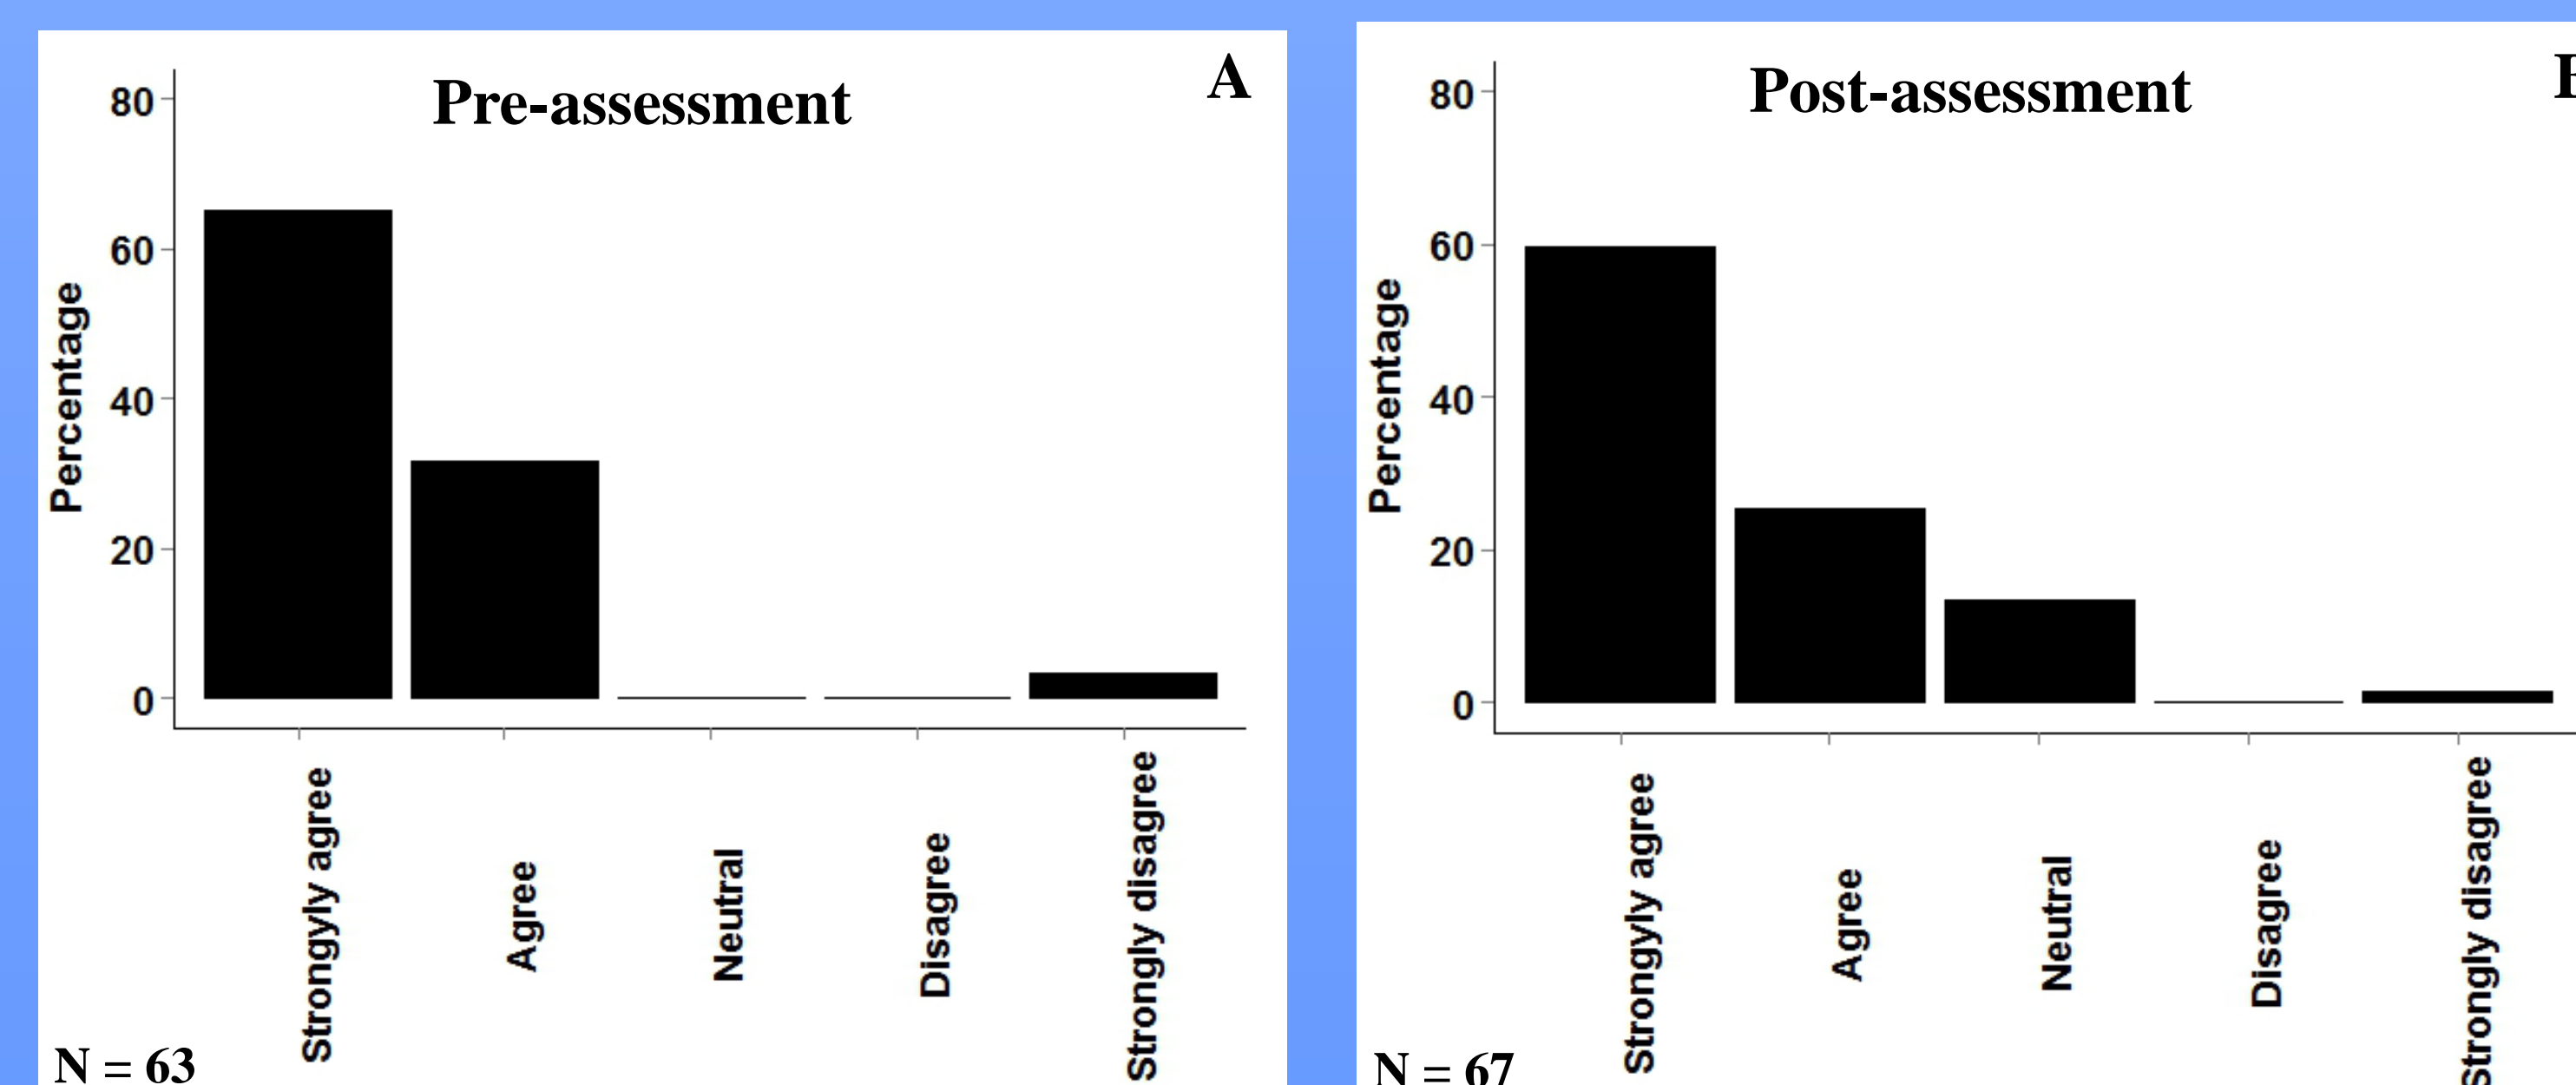 A
Pre-assessment
80
60
40
20
0
Percentage
Strongyly agree
Agree
Neutral
Disagree
Strongly disagree
N = 63
Post-assessment
80
60
40
20
0
Percentage
Strongyly agree
Agree
Neutral
Disagree
Strongly disagree
N = 67